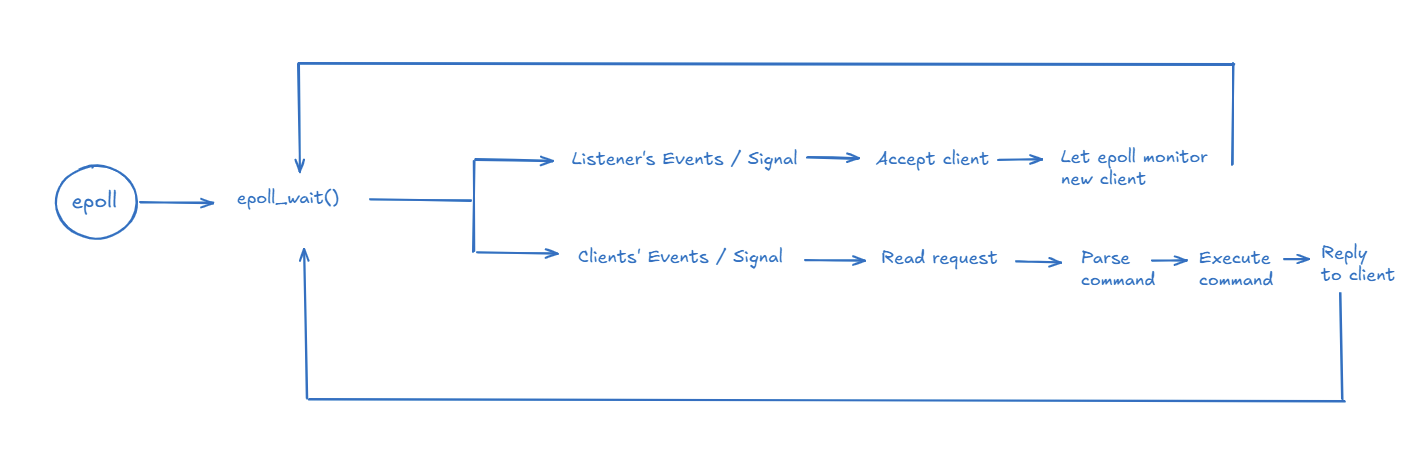 epoll
epoll_wait()
Listener's Events / Signal
Accept client
Let epoll monitor
new client
Clients' Events / Signal
Read request
Parse
command
Execute
command
Reply
to client